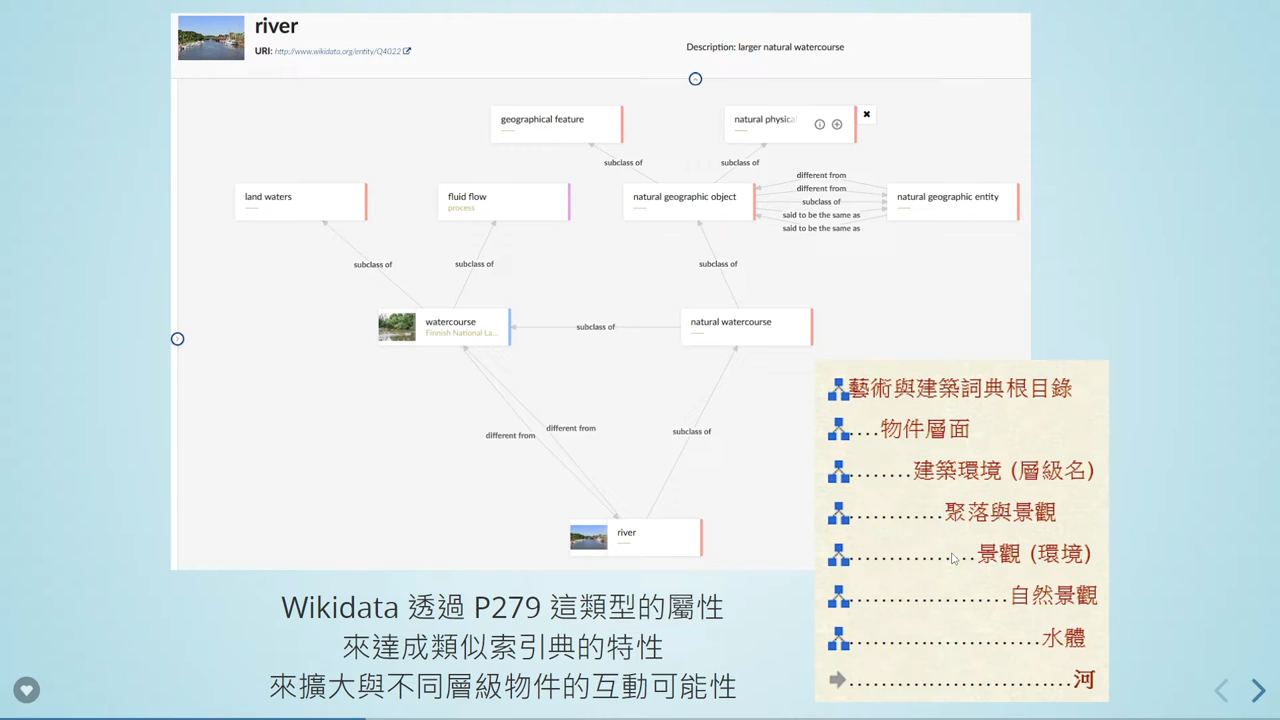 river
URI: http://www.wikidata.org/entity/Q4022
Description: larger natural watercourse
geographical feature
natural physica
subclass of
subclass of
different from
different from
subclass of
said to be the same as
said to be the same as
land waters
fluid flow
process
natural geographic object
natural geographic entity
subclass of
subclass of
subclass of
watercourse
Finnish National La...
subclass of
natural watercourse
different from
different from
subclass of
river
藝術與建築詞典根目錄
....物件層面
........建築環境 (層級名)
............聚落與景觀
................景觀 (環境)
....................自然景觀
........................水體
............................河
Wikidata 透過 P279 這類型的屬性
來達成類似索引典的特性
來擴大與不同層級物件的互動可能性